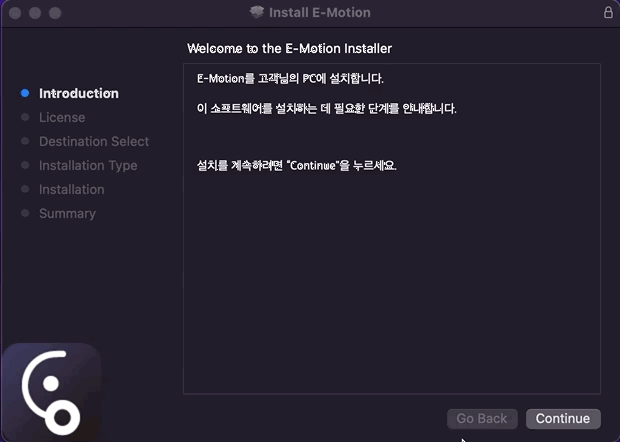 Install E-Motion
Welcome to the E-Motion Installer
Introduction
License
Destination Select
Installation Type
Installation
Summary
E-Motion를 고객님의 PC에 설치합니다.
이 소프트웨어를 설치하는 데 필요한 단계를 안내합니다.
설치를 계속하려면 "Continue"을 누르세요.
Go Back
Continue